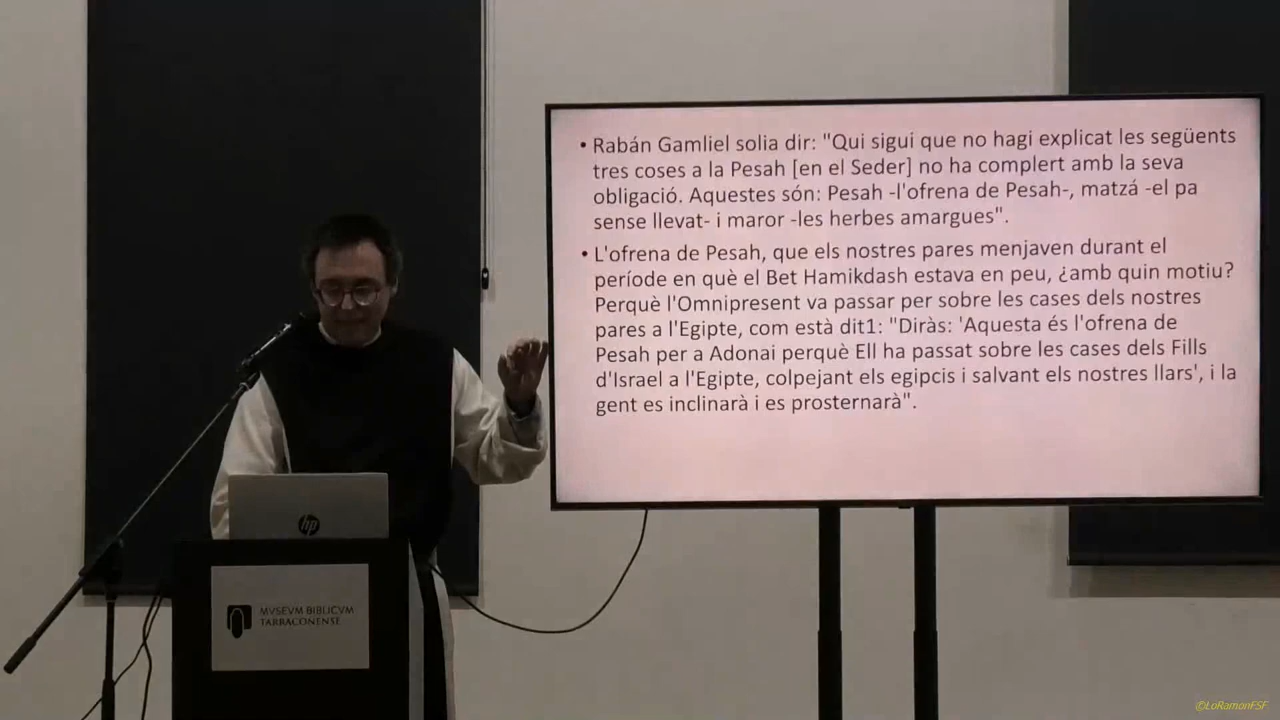 • Rabán Gamliel solia dir: "Qui sigui que no hagi explicat les següents
tres coses a la Pesah [en el Seder] no ha complert amb la seva
obligació. Aquestes són: Pesah -l'ofrena de Pesah-, matzá -el pa
sense llevat- i maror -les herbes amargues".
• L'ofrena de Pesah, que els nostres pares menjaven durant el
període en què el Bet Hamikdash estava en peu, ¿amb quin motiu?
Perquè l'Omnipresent va passar per sobre les cases dels nostres
pares a l'Egipte, com està dit1: "Diràs: 'Aquesta és l'ofrena de
Pesah per a Adonai perquè Ell ha passat sobre les cases dels Fills
d'Israel a l'Egipte, colpejant els egipcis i salvant els nostres llars', i la
gent es inclinarà i es prosternarà".
hp
MVSEVM BIBLICVM
TARRACONENSE
©LoRamonFSF